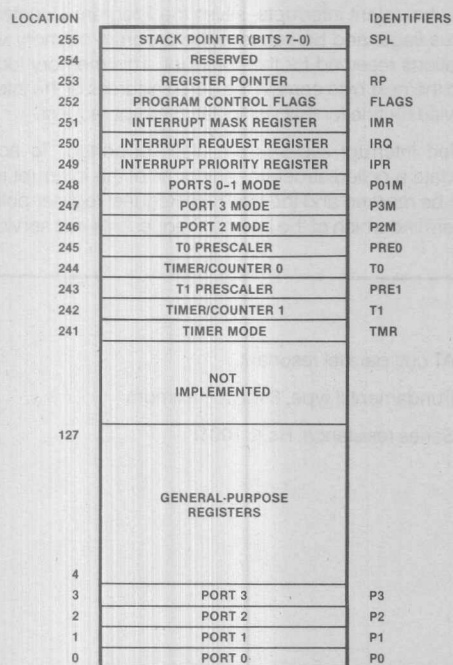 LOCATION IDENTIFIERS
255 STACK POINTER (BITS 7-0) SPL
254 RESERVED
253 REGISTER POINTER RP
252 PROGRAM CONTROL FLAGS FLAGS
251 INTERRUPT MASK REGISTER IMR
250 INTERRUPT REQUEST REGISTER IRQ
249 INTERRUPT PRIORITY REGISTER IPR
248 PORTS 0-1 MODE P01M
247 PORT 3 MODE P3M
246 PORT 2 MODE P2M
245 T0 PRESCALER PRE0
244 TIMER/COUNTER 0 T0
243 T1 PRESCALER PRE1
242 TIMER/COUNTER 1 T1
241 TIMER MODE TMR
NOT
IMPLEMENTED
127
GENERAL-PURPOSE
REGISTERS
4
3 PORT 3 P3
2 PORT 2 P2
1 PORT 1 P1
0 PORT 0 P0